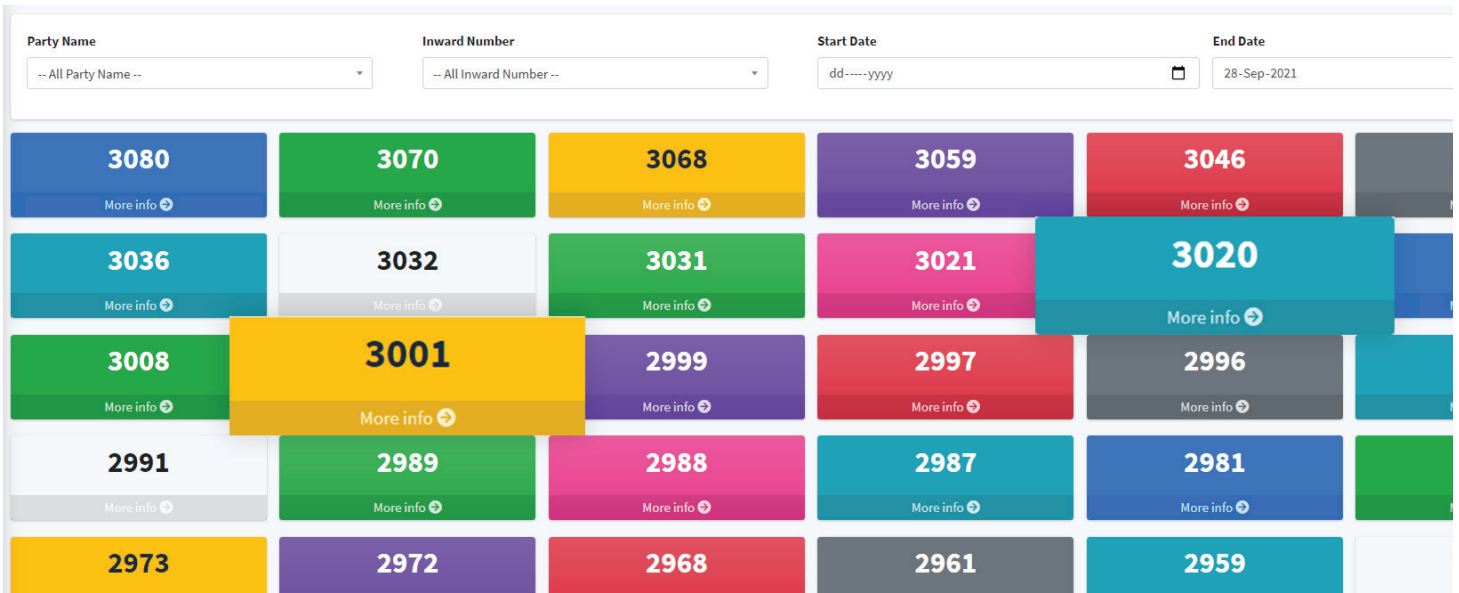 Party Name Inward Number Start Date End Date
-- All Party Name -- -- All Inward Number -- dd-----yyyy 28-Sep-2021
3080 3070 3068 3059 3046
More info More info More info More info More info
3036 3032 3031 3021 3020
More info More info More info More info More info
3008 3001 2999 2997 2996
More info More info More info More info More info
2991 2989 2988 2987 2981
More info More info More info More info More info
2973 2972 2968 2961 2959